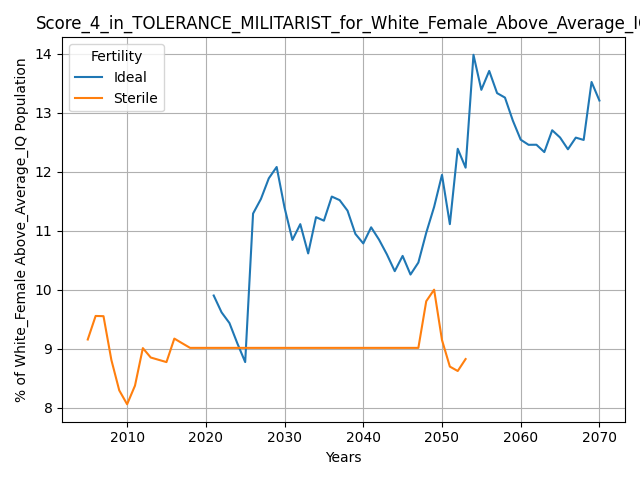 Score_4_in_TOLERANCE_MILITARIST_for_White_Female_Above_Average_IQ
Fertility
Ideal
Sterile
% of White_Female Above_Average_IQ Population
14
13
12
11
10
9
8
2010 2020 2030 2040 2050 2060 2070
Years